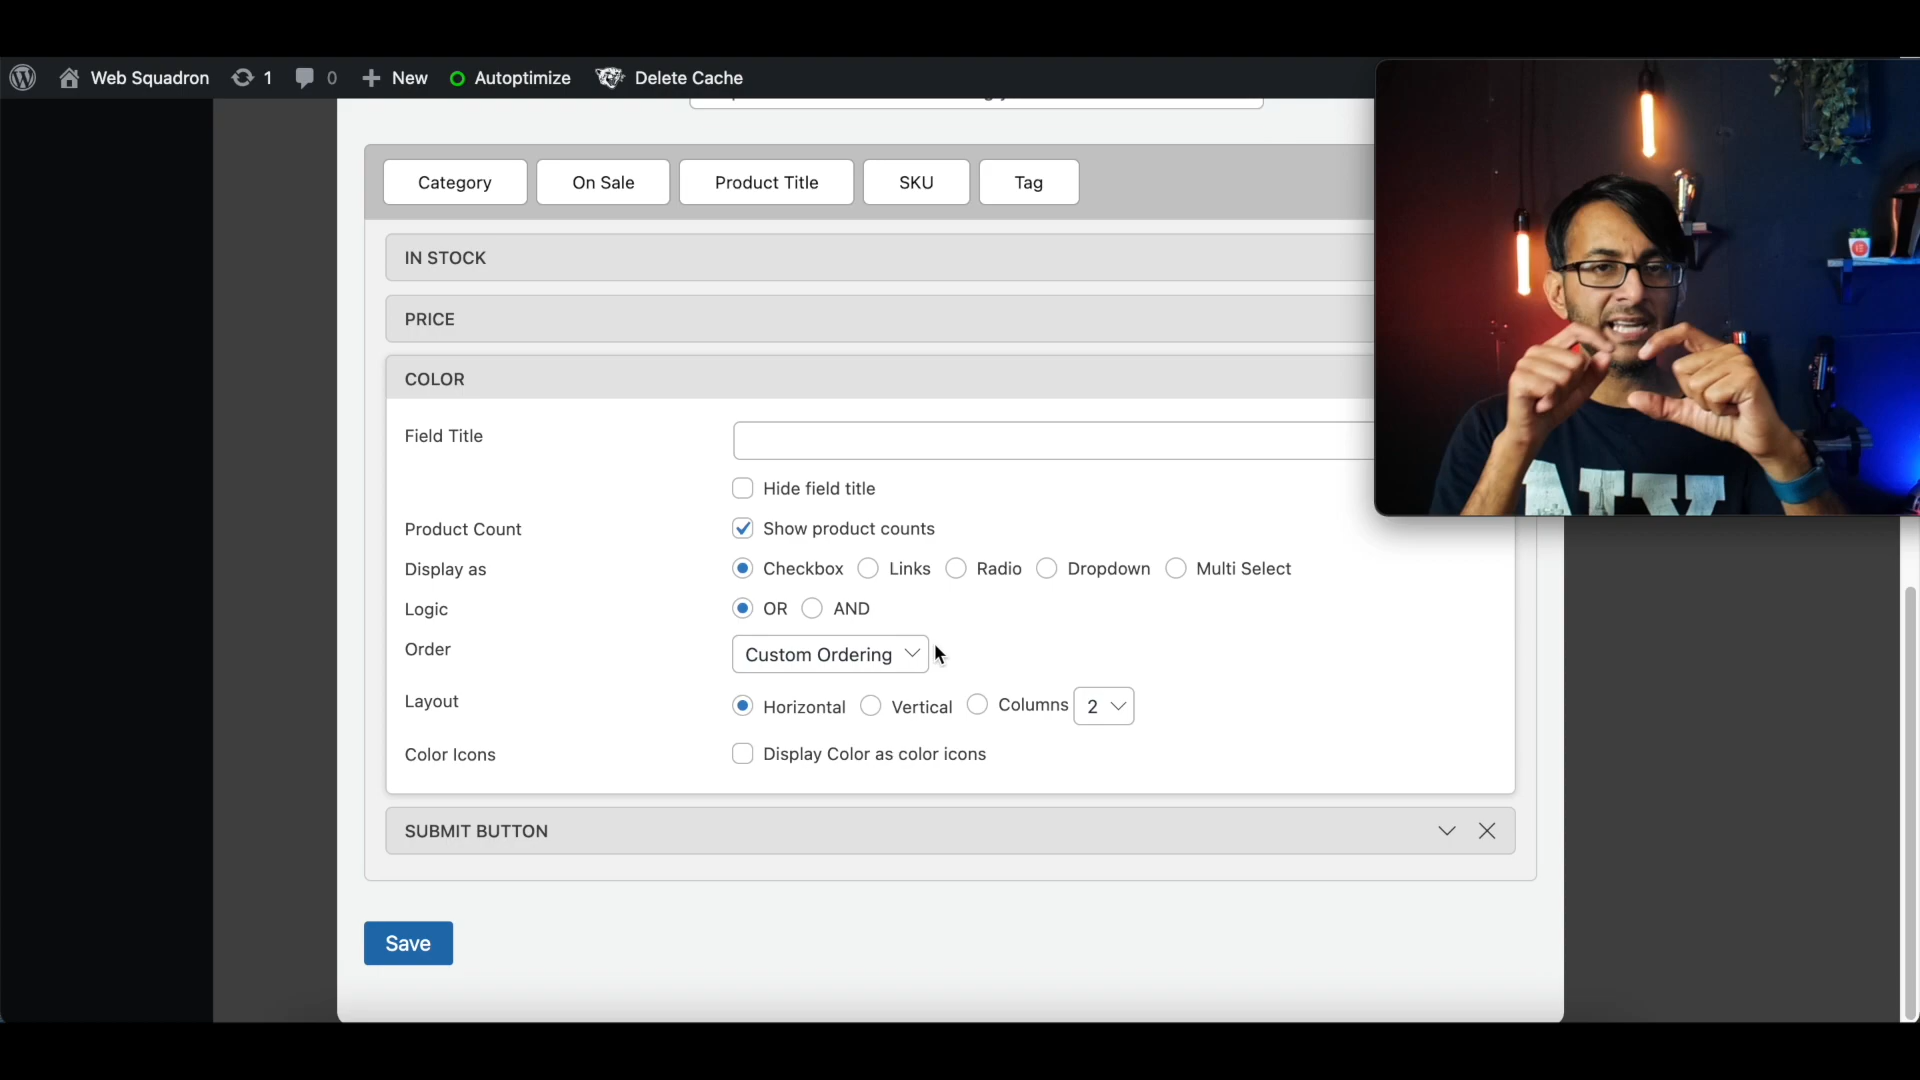 Web Squadron 1 0 New Autoptimize Delete Cache
Category On Sale Product Title SKU Tag
IN STOCK
PRICE
COLOR
Field Title
Hide field title
Product Count Show product counts
Display as Checkbox Links Radio Dropdown Multi Select
Logic OR AND
Order Custom Ordering
Layout Horizontal Vertical Columns 2
Color Icons Display Color as color icons
SUBMIT BUTTON
Save